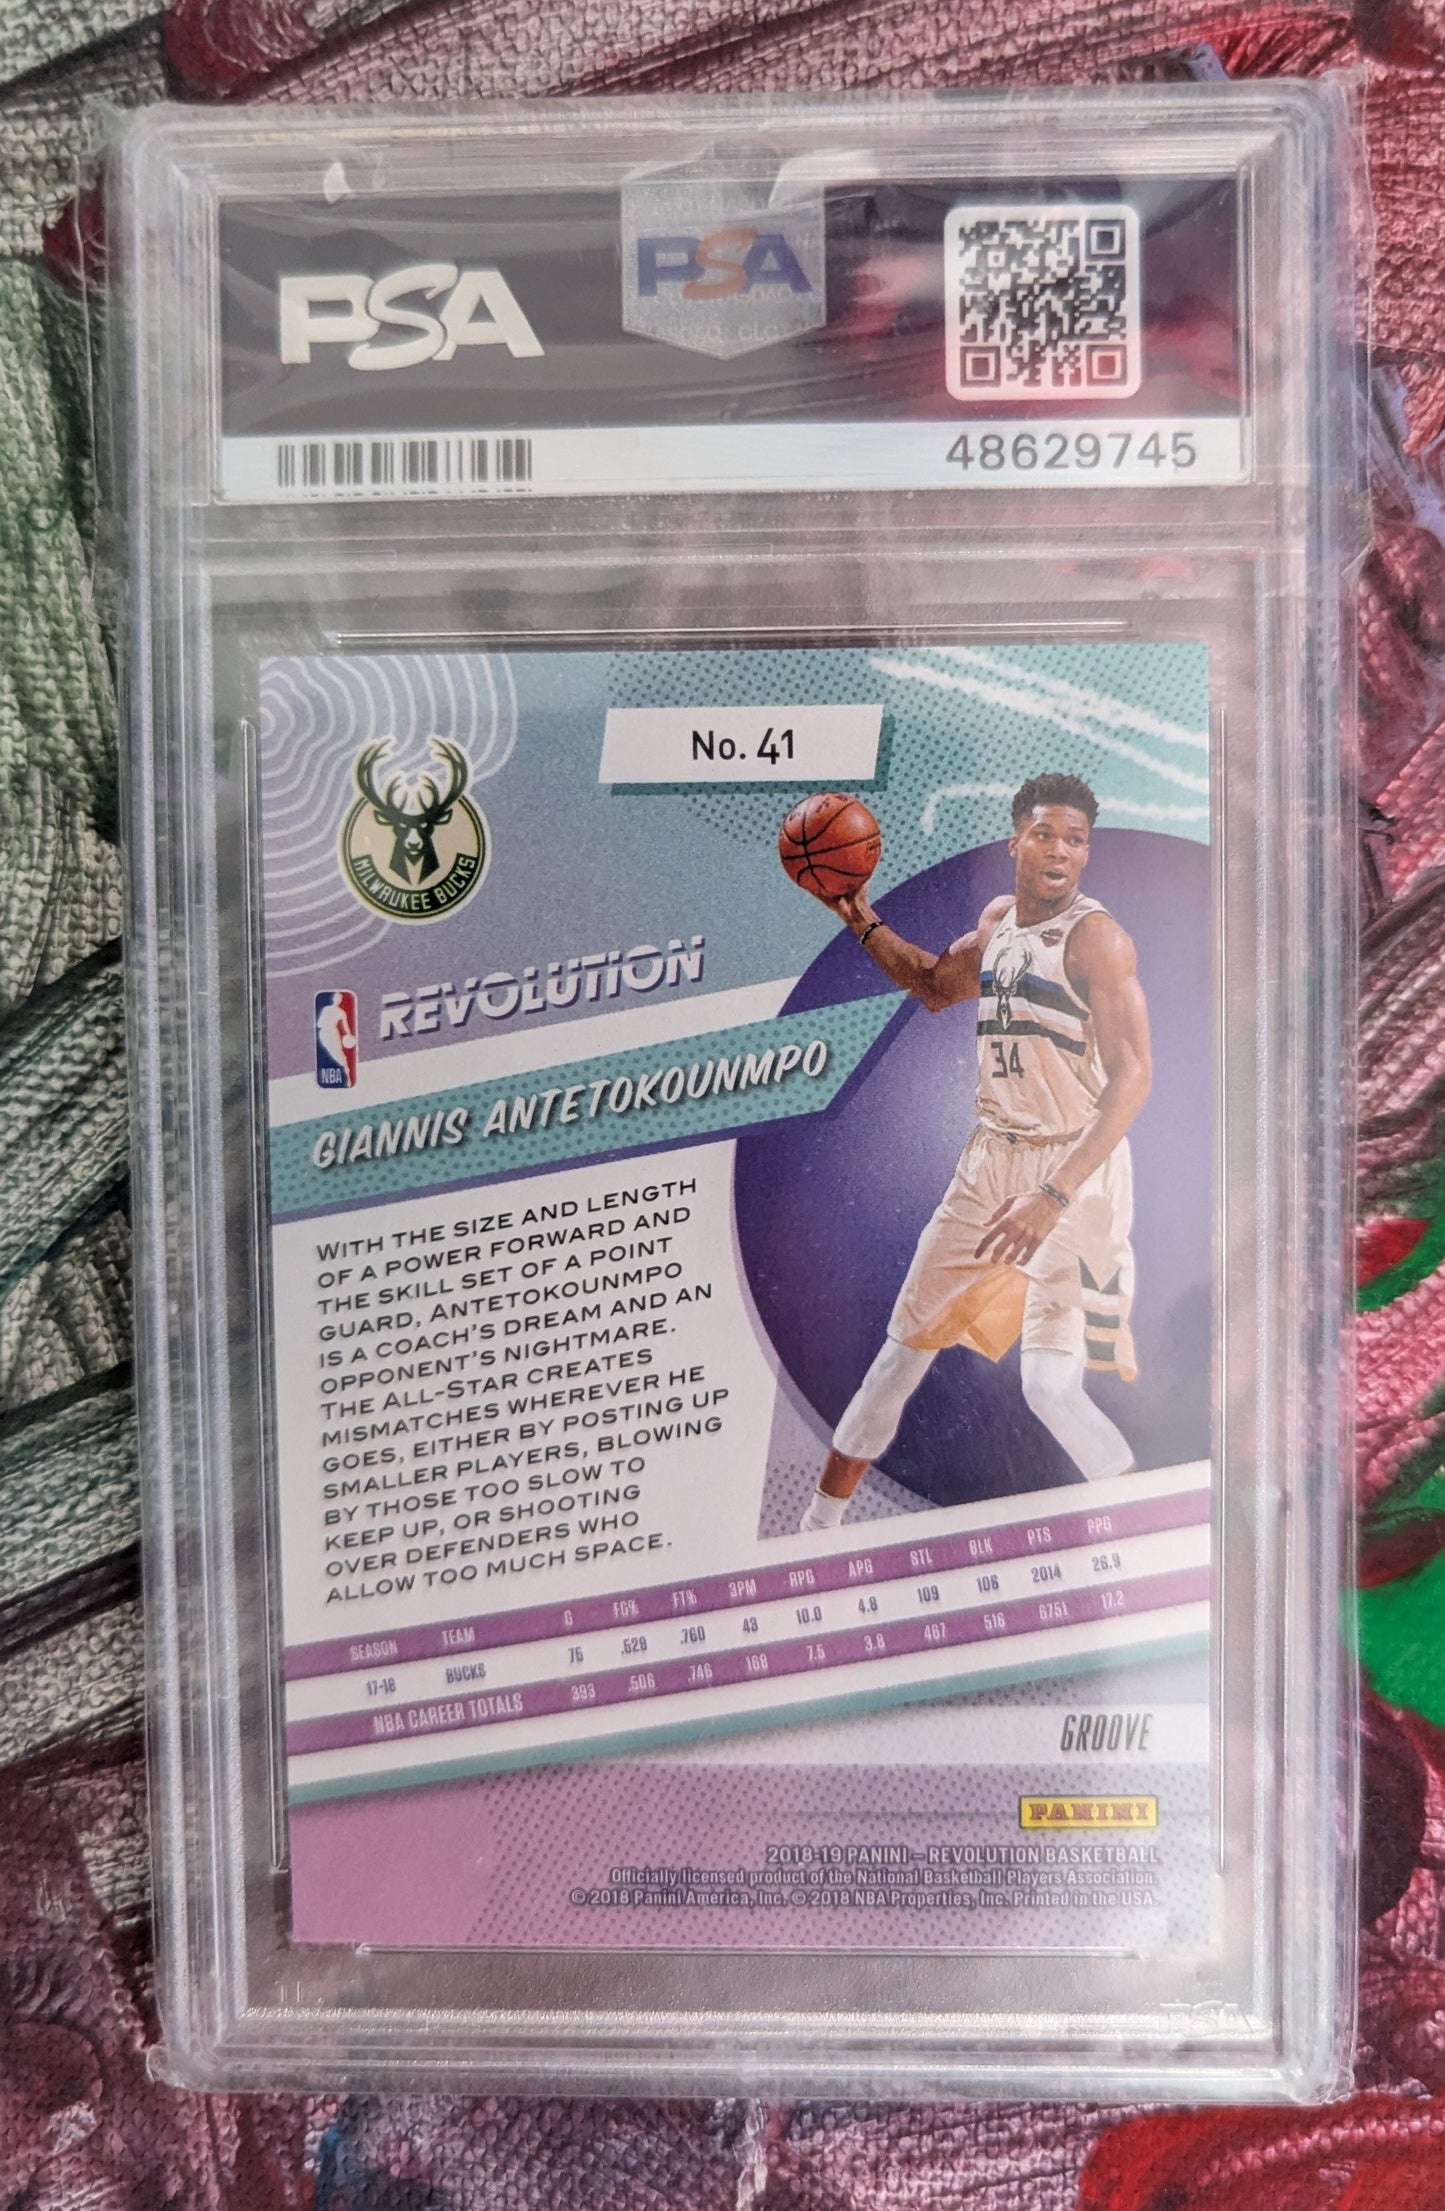 PSA
PSA
48629745
No. 41
MILWAUKEE BUCKS
REVOLUTION
NBA
GIANNIS ANTETOKOUNMPO
34
WITH THE SIZE AND LENGTH
OF A POWER FORWARD AND
THE SKILL SET OF A POINT
GUARD, ANTETOKOUNMPO
IS A COACH'S DREAM AND AN
OPPONENT'S NIGHTMARE.
THE ALL-STAR CREATES
MISMATCHES WHEREVER HE
GOES, EITHER BY POSTING UP
SMALLER PLAYERS, BLOWING
BY THOSE TOO SLOW TO
KEEP UP, OR SHOOTING
OVER DEFENDERS WHO
ALLOW TOO MUCH SPACE.
SEASON TEAM G FG% FT% 3PM RPG APG STL BLK PTS PPG
17-18 BUCKS 75 .529 .760 43 10.0 4.8 109 106 2014 26.9
NBA CAREER TOTALS 393 .506 .746 168 7.5 3.8 467 516 6751 17.2
GROOVE
PANINI
2018-19 PANINI – REVOLUTION BASKETBALL
Officially licensed product of the National Basketball Players Association.
© 2018 Panini America, Inc. © 2018 NBA Properties, Inc. Printed in the USA.
PSA